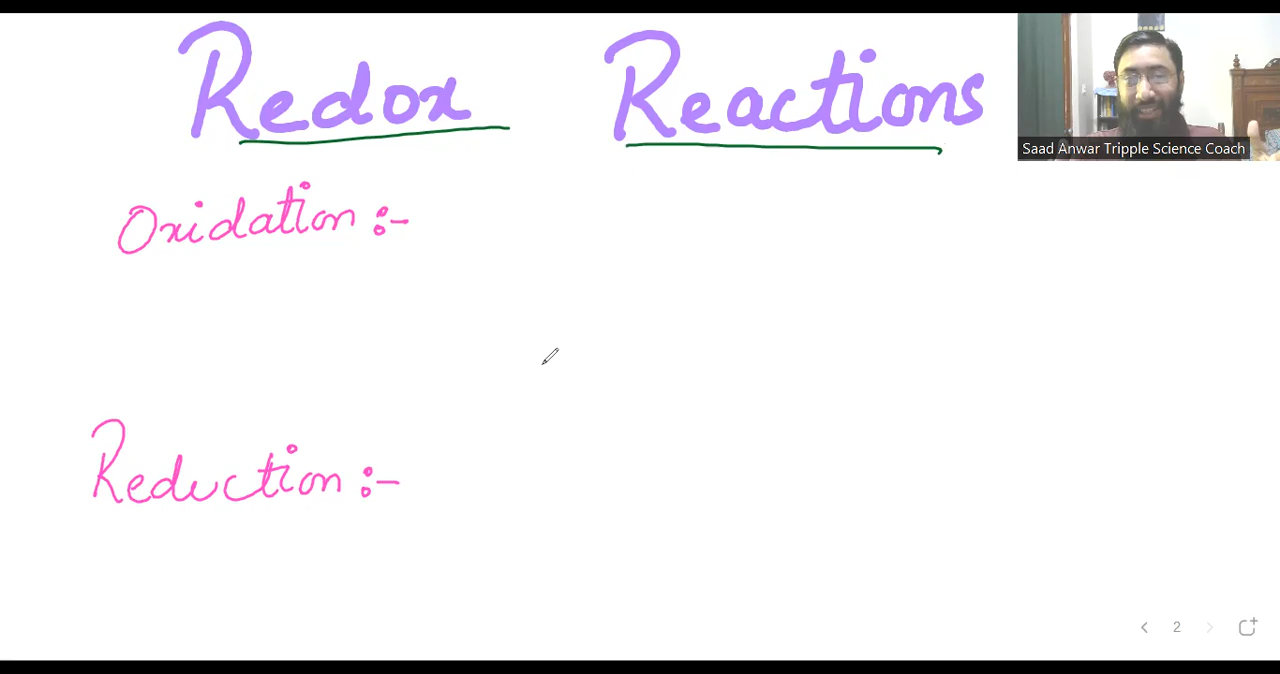 Redox Reactions
Saad Anwar Tripple Science Coach
Oxidation :-
Reduction :-
2